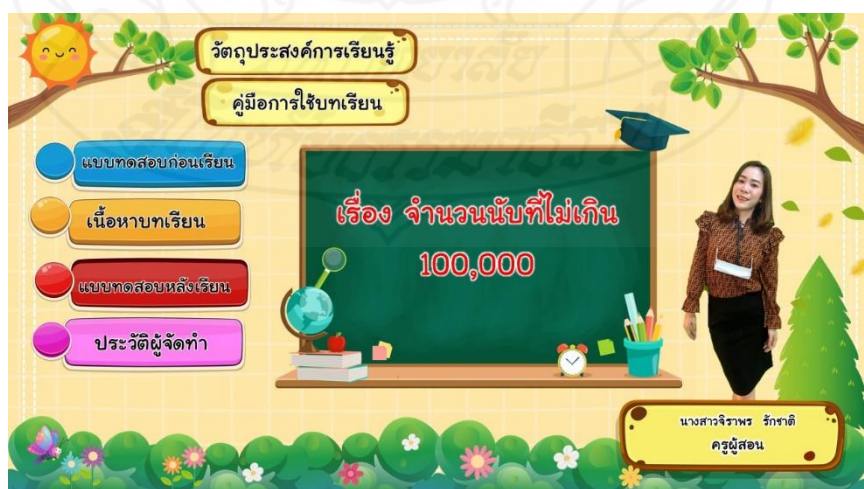 วัตถุประสงค์การเรียนรู้
คู่มือการใช้บทเรียน
แบบทดสอบก่อนเรียน
เนื้อหาบทเรียน
แบบทดสอบหลังเรียน
ประวัติผู้จัดทำ
เรื่อง จำนวนนับที่ไม่เกิน
100,000
นางสาวจิราพร รักชาติ
ครูผู้สอน